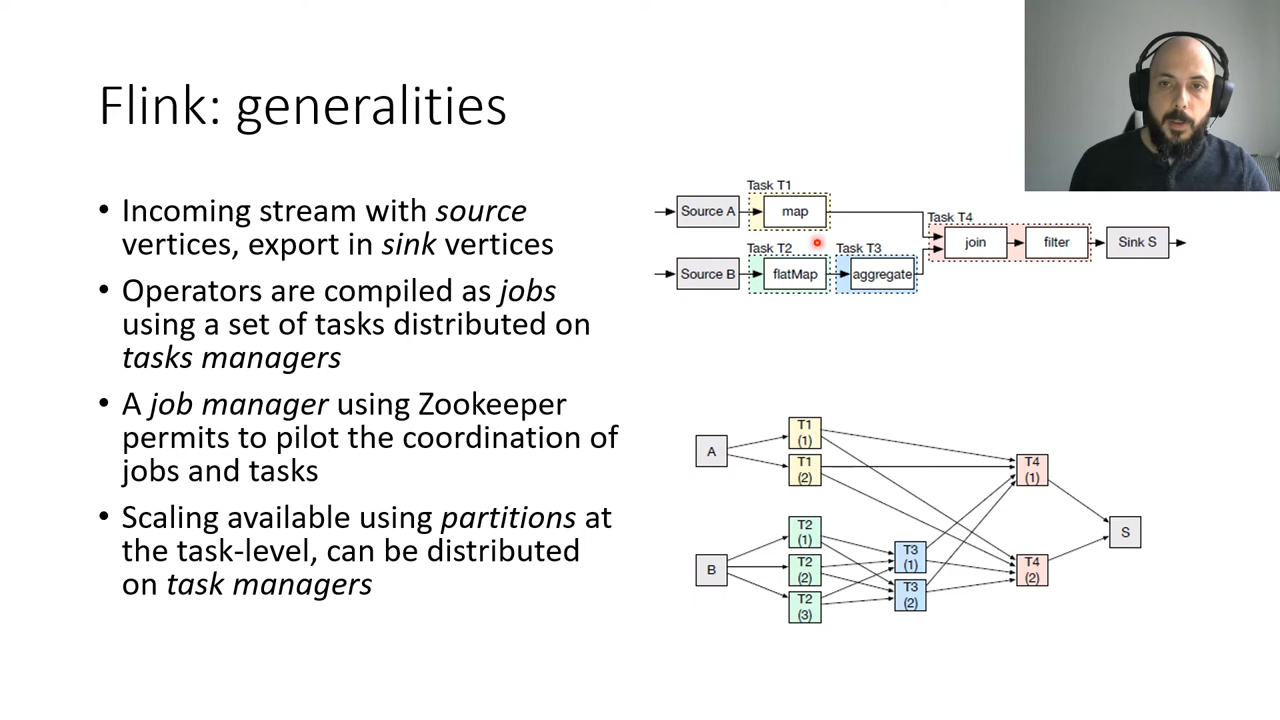 Flink: generalities
• Incoming stream with source
vertices, export in sink vertices
• Operators are compiled as jobs
using a set of tasks distributed on
tasks managers
• A job manager using Zookeeper
permits to pilot the coordination of
jobs and tasks
• Scaling available using partitions at
the task-level, can be distributed
on task managers
Task T1
Source A
map
Task T4
join
filter
Sink S
Task T2
Task T3
Source B
flatMap
aggregate
A
T1
(1)
T1
(2)
B
T2
(1)
T2
(2)
T2
(3)
T3
(1)
T3
(2)
T4
(1)
T4
(2)
S